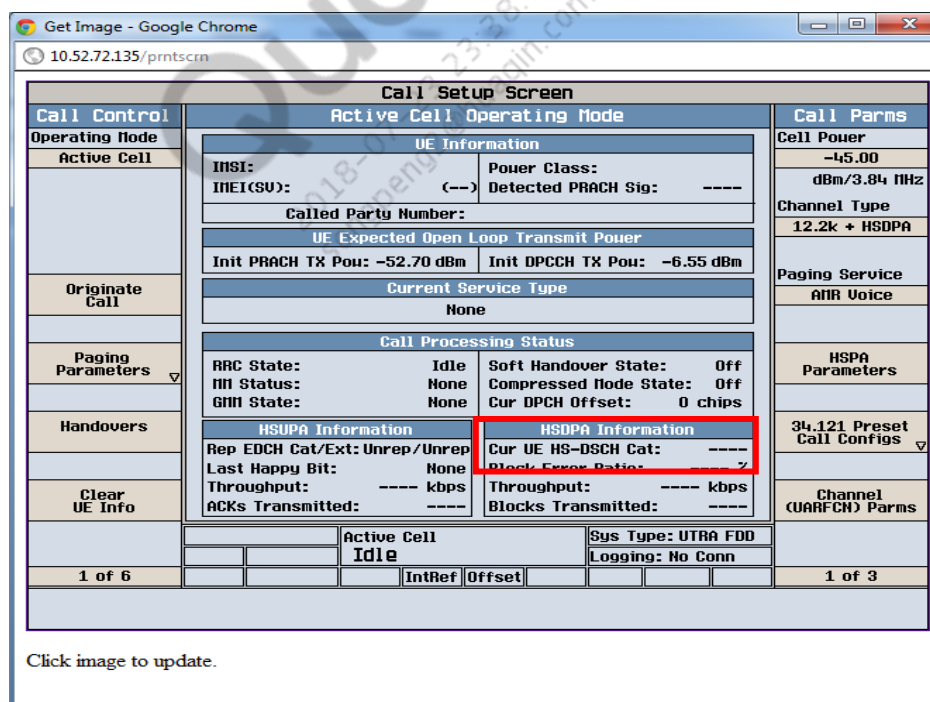 Get Image - Google Chrome
10.52.72.135/prntscrn
Call Setup Screen
Call Control
Active Cell Operating Mode
Call Parms
Operating Mode
Active Cell
Originate
Call
Paging
Parameters
Handovers
Clear
UE Info
1 of 6
UE Information
IMSI:
Power Class:
IMEI(SV): (--)
Detected PRACH Sig: ----
Called Party Number:
UE Expected Open Loop Transmit Power
Init PRACH TX Pow: -52.70 dBm
Init DPCCH TX Pow: -6.55 dBm
Current Service Type
None
Call Processing Status
RRC State: Idle
Soft Handover State: Off
MM Status: None
Compressed Mode State: Off
GMM State: None
Cur DPCH Offset: 0 chips
HSUPA Information
Rep EDCH Cat/Ext: Unrep/Unrep
Last Happy Bit: None
Throughput: ---- kbps
ACKs Transmitted: ----
HSDPA Information
Cur UE HS-DSCH Cat: ----
Block Error Ratio: ---- %
Throughput: ---- kbps
Blocks Transmitted: ----
Active Cell
Idle
Sys Type: UTRA FDD
Logging: No Conn
IntRef Offset
Cell Power
-45.00
dBm/3.84 MHz
Channel Type
12.2k + HSDPA
Paging Service
AMR Voice
HSPA
Parameters
34.121 Preset
Call Configs
Channel
(UARFCN) Parms
1 of 3
Click image to update.